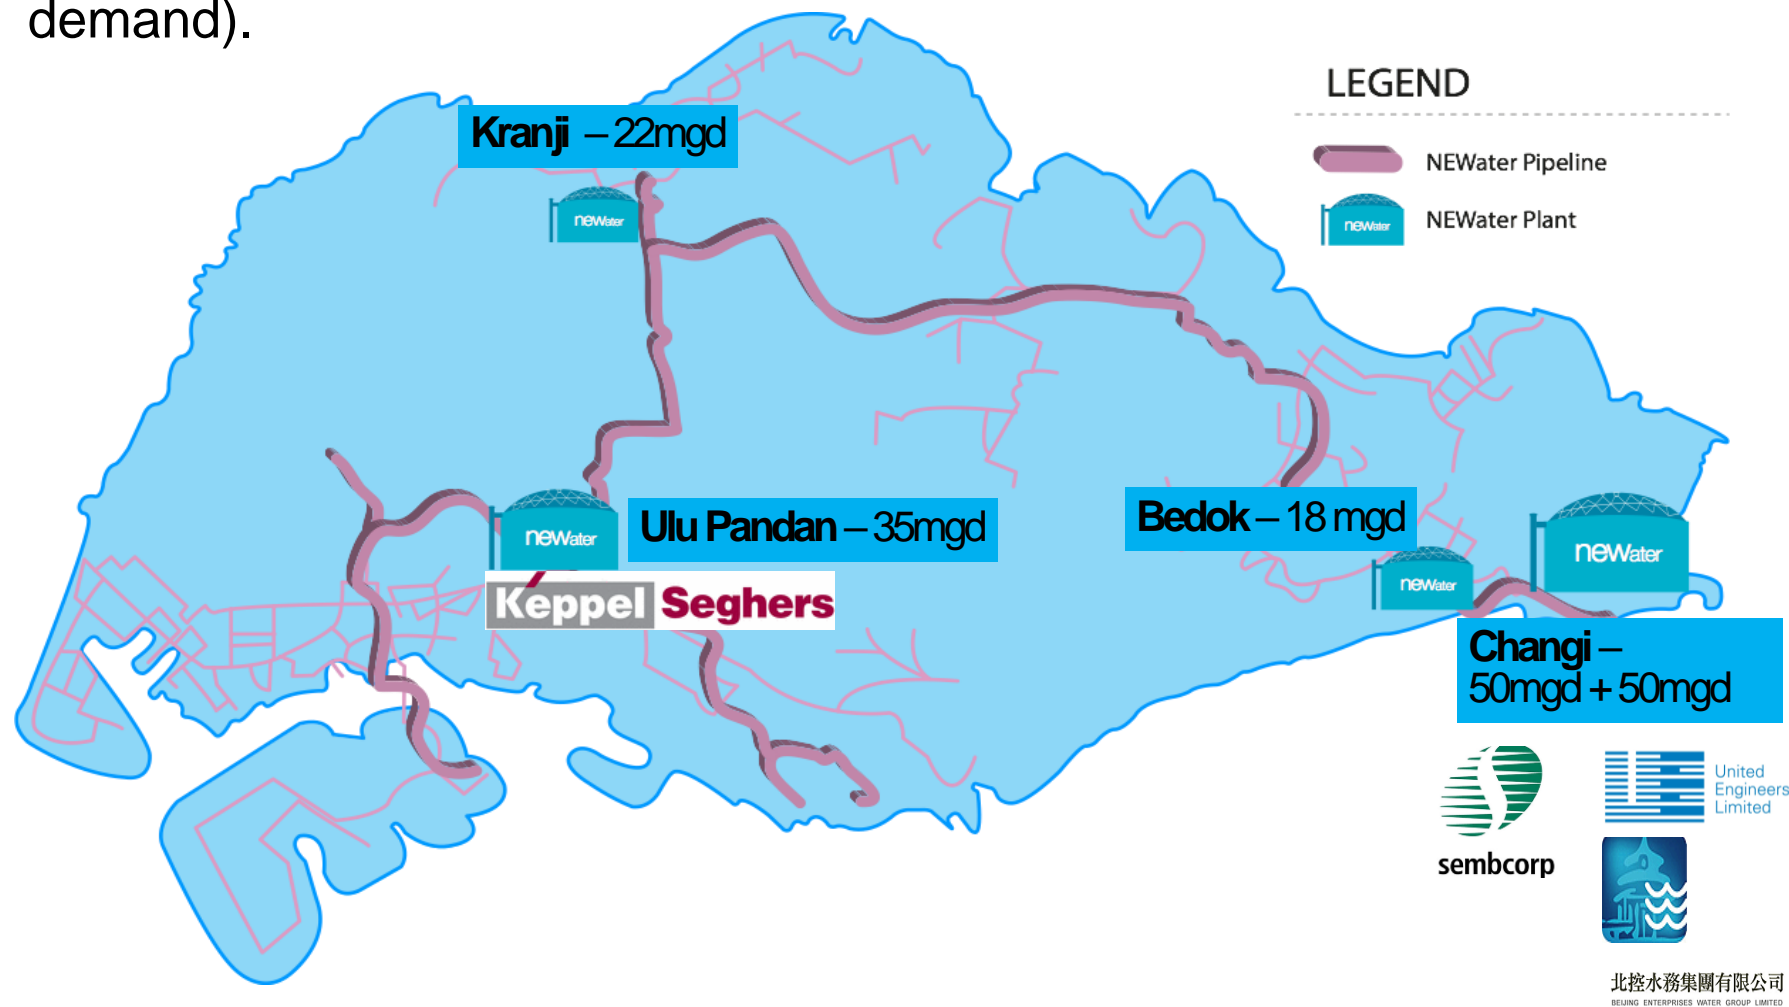 demand).
LEGEND
NEWater Pipeline
newater
NEWater Plant
Kranji – 22mgd
newater
Ulu Pandan – 35mgd
newater
Keppel Seghers
Bedok – 18 mgd
newater
newater
Changi –
50mgd + 50mgd
sembcorp
United
Engineers
Limited
北控水務集團有限公司
BEIJING ENTERPRISES WATER GROUP LIMITED